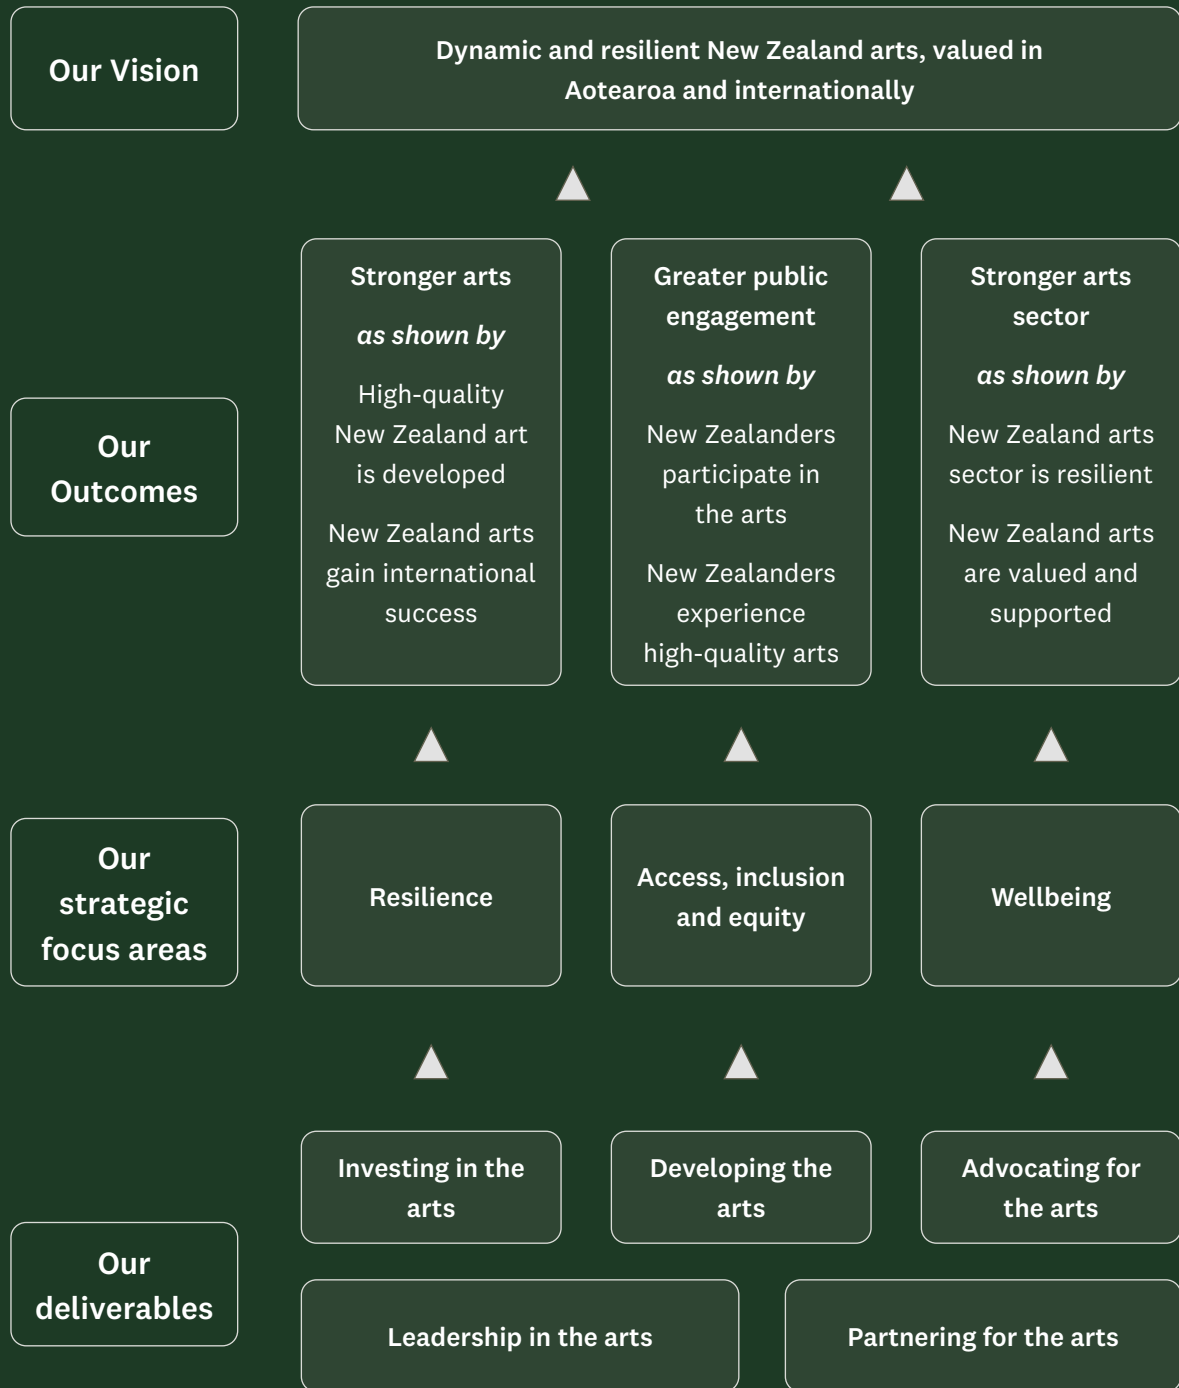 Our Vision
Dynamic and resilient New Zealand arts, valued in
Aotearoa and internationally
Our
Outcomes
Stronger arts
as shown by
High-quality
New Zealand art
is developed
New Zealand arts
gain international
success
Greater public
engagement
as shown by
New Zealanders
participate in
the arts
New Zealanders
experience
high-quality arts
Stronger arts
sector
as shown by
New Zealand arts
sector is resilient
New Zealand arts
are valued and
supported
Our
strategic
focus areas
Resilience
Access, inclusion
and equity
Wellbeing
Our
deliverables
Investing in the
arts
Developing the
arts
Advocating for
the arts
Leadership in the arts
Partnering for the arts